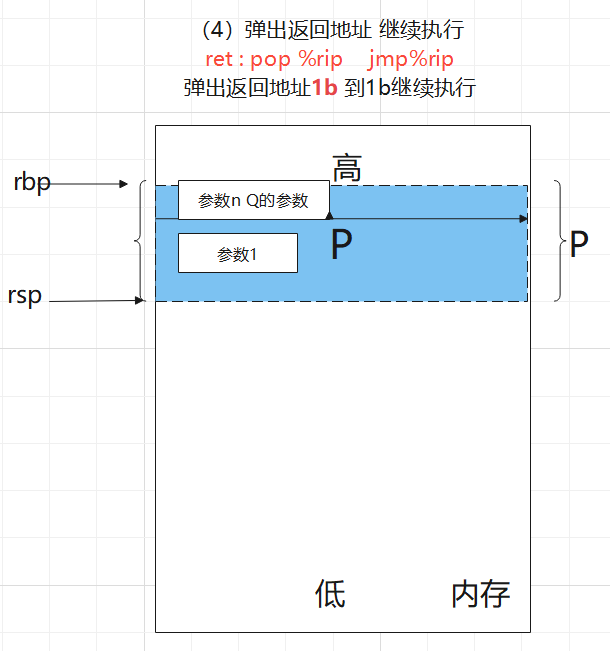 （4）弹出返回地址 继续执行
ret : pop %rip jmp%rip
弹出返回地址1b 到1b继续执行
高
rbp
参数n Q的参数
P
P
参数1
rsp
低
内存